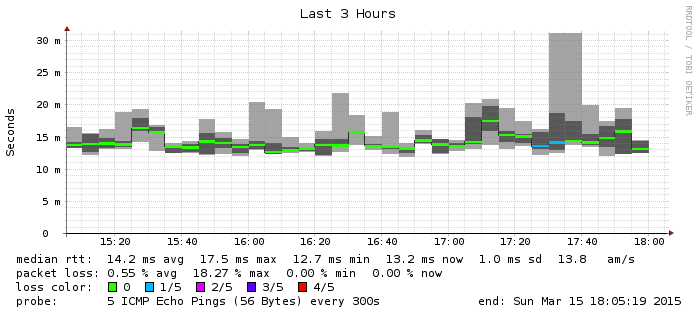 Last 3 Hours
RRDTOOL / TOBI OETIKER
Seconds
30 m
25 m
20 m
15 m
10 m
5 m
0
15:20 15:40 16:00 16:20 16:40 17:00 17:20 17:40 18:00
median rtt: 14.2 ms avg 17.5 ms max 12.7 ms min 13.2 ms now 1.0 ms sd 13.8 am/s
packet loss: 0.55 % avg 18.27 % max 0.00 % min 0.00 % now
loss color: 0 1/5 2/5 3/5 4/5
probe: 5 ICMP Echo Pings (56 Bytes) every 300s end: Sun Mar 15 18:05:19 2015